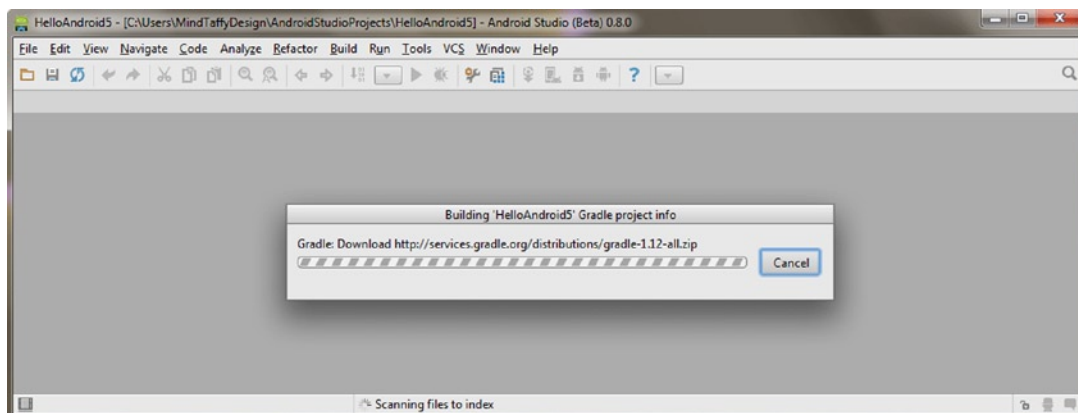 HelloAndroid5 - [C:\Users\MindTaffyDesign\AndroidStudioProjects\HelloAndroid5] - Android Studio (Beta) 0.8.0
File Edit View Navigate Code Analyze Refactor Build Run Tools VCS Window Help
Building 'HelloAndroid5' Gradle project info
Gradle: Download http://services.gradle.org/distributions/gradle-1.12-all.zip
Cancel
Scanning files to index